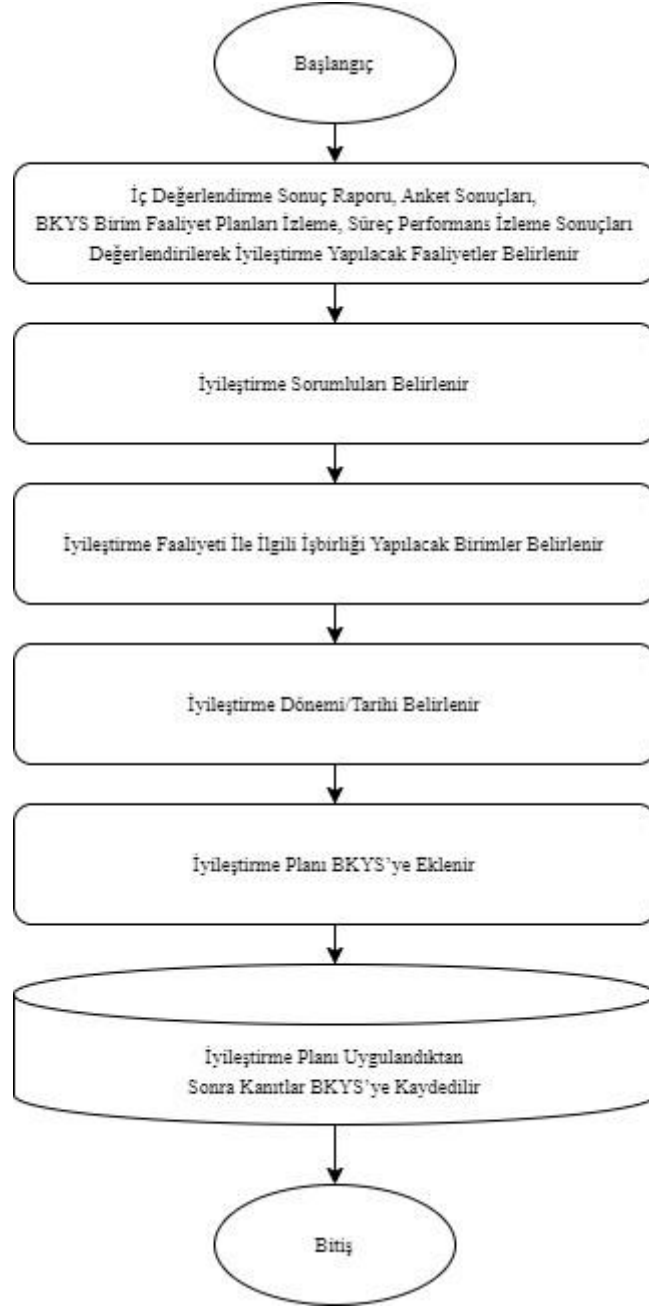 Başlangıç
İç Değerlendirme Sonuç Raporu, Anket Sonuçları,
BKYS Birim Faaliyet Planları İzleme, Süreç Performans İzleme Sonuçları
Değerlendirilerek İyileştirme Yapılacak Faaliyetler Belirlenir
İyileştirme Sorumluları Belirlenir
İyileştirme Faaliyeti İle İlgili İşbirliği Yapılacak Birimler Belirlenir
İyileştirme Dönemi/Tarihi Belirlenir
İyileştirme Planı BKYS’ye Eklenir
İyileştirme Planı Uygulandıktan
Sonra Kanıtlar BKYS’ye Kaydedilir
Bitiş